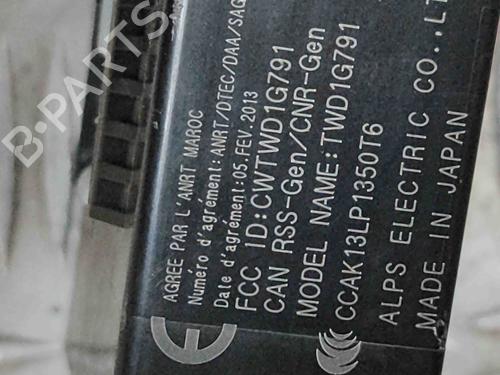 AGREE PAR L'ANRT MAROC
Numéro d'agrément:ANRT/DTEC/DAA/SAG
Date d'agrément:05.FEV.2013
FCC ID:CWTWD1G791
CAN RSS-Gen/CNR-Gen
MODEL NAME:TWD1G791
CCAK13LP1350T6
ALPS ELECTRIC CO.,LT
MADE IN JAPAN
B-PARTS